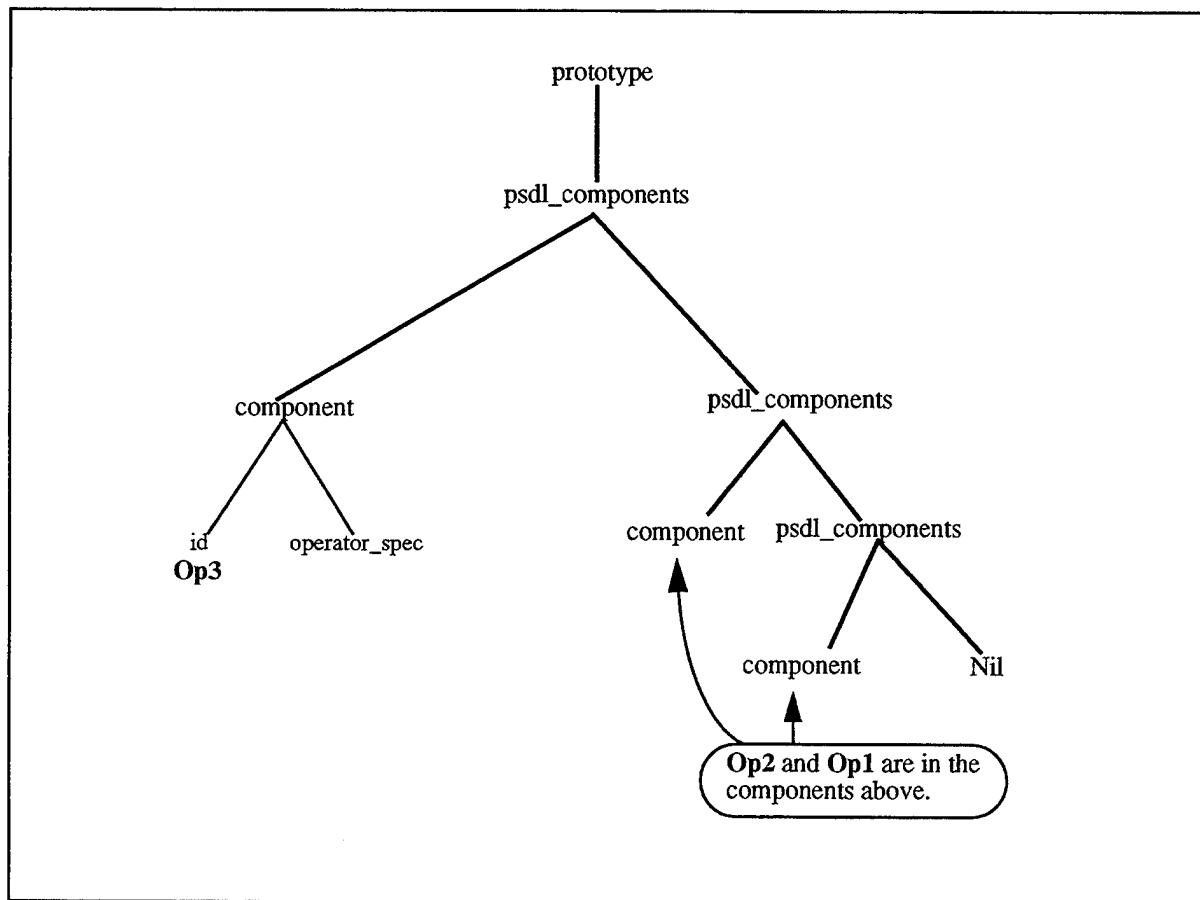 prototype
psdl_components
component
psdl_components
id
Op3
operator_spec
component
psdl_components
component
Nil
Op2 and Op1 are in the
components above.